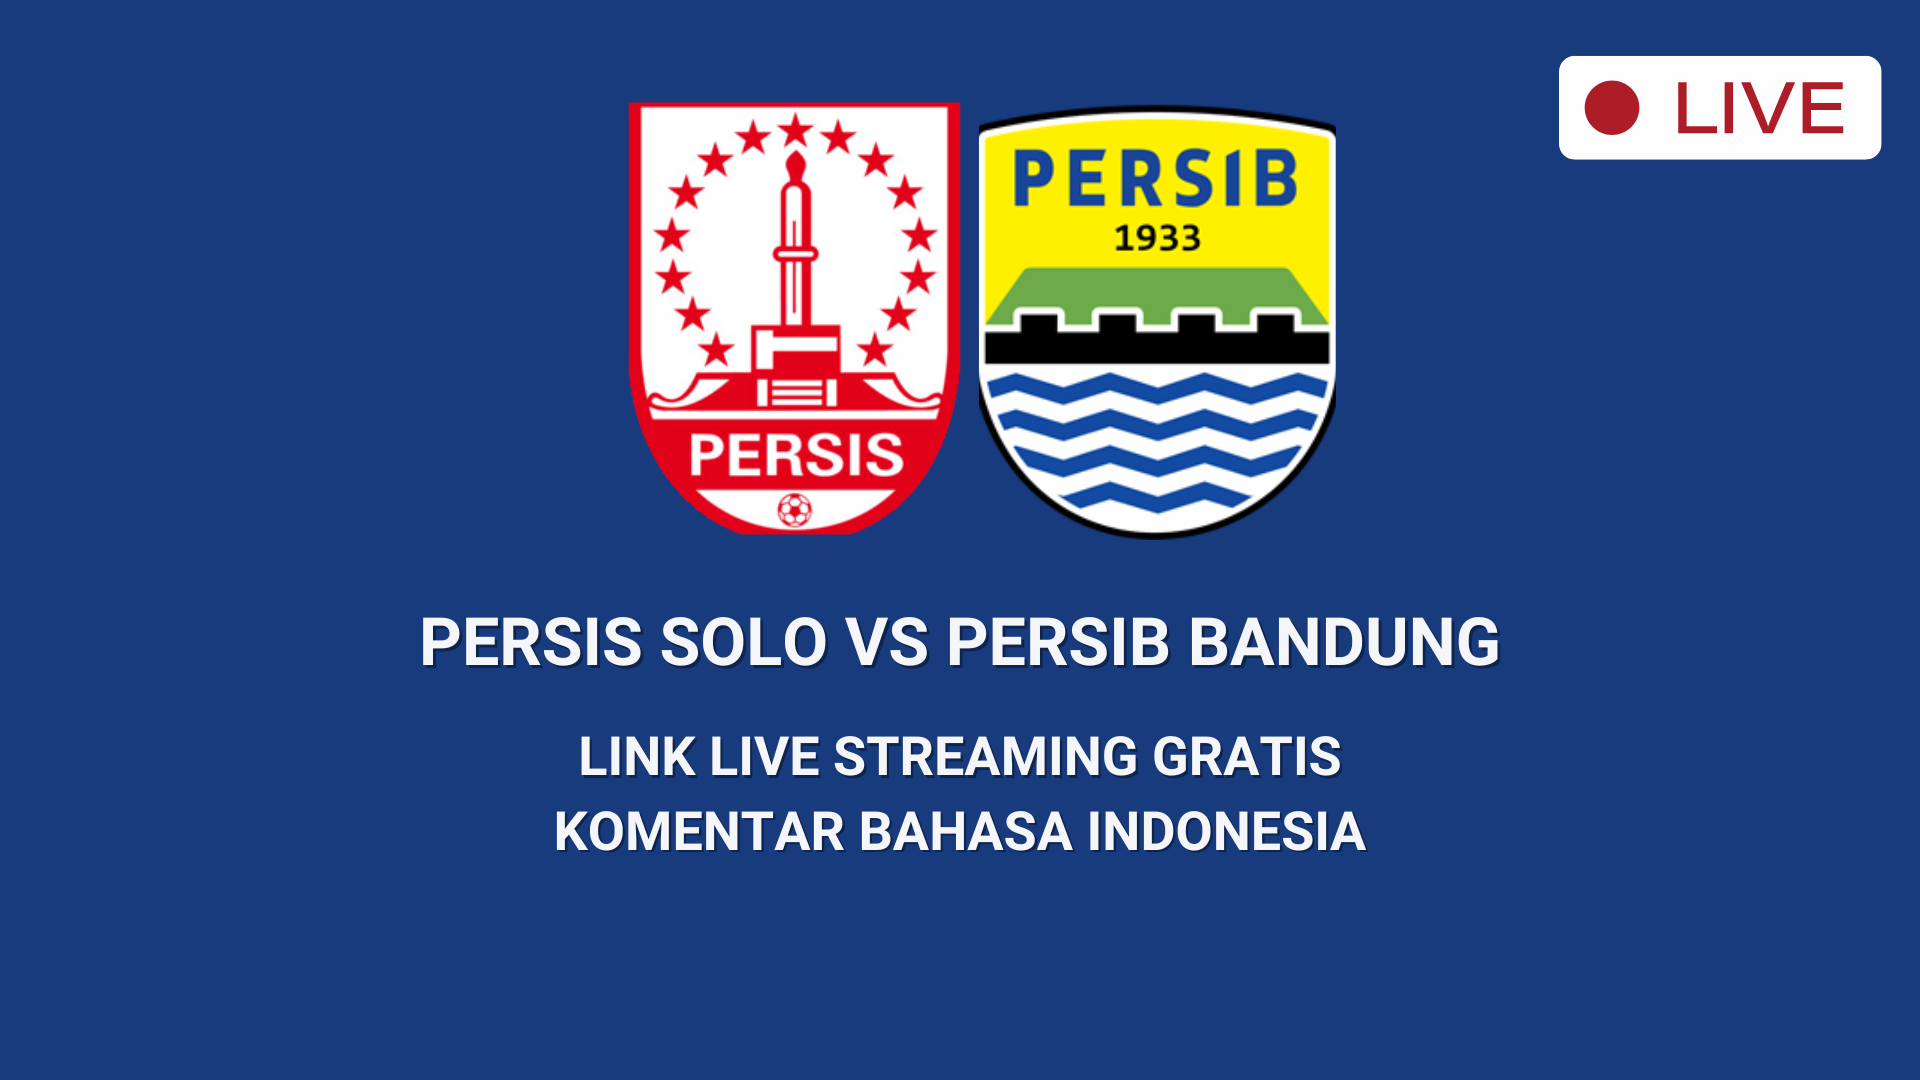 LIVE
PERSIS
PERSIB
1933
PERSIS SOLO VS PERSIB BANDUNG
LINK LIVE STREAMING GRATIS
KOMENTAR BAHASA INDONESIA